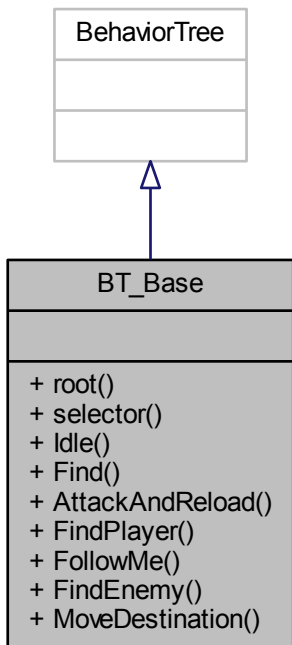 BehaviorTree
BT_Base
+ root()
+ selector()
+ Idle()
+ Find()
+ AttackAndReload()
+ FindPlayer()
+ FollowMe()
+ FindEnemy()
+ MoveDestination()